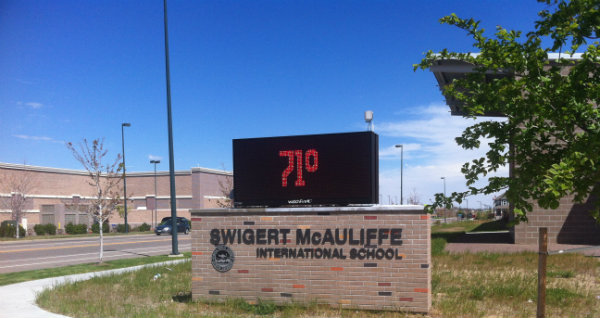 71°
SWIGERT McAULIFFE
INTERNATIONAL SCHOOL